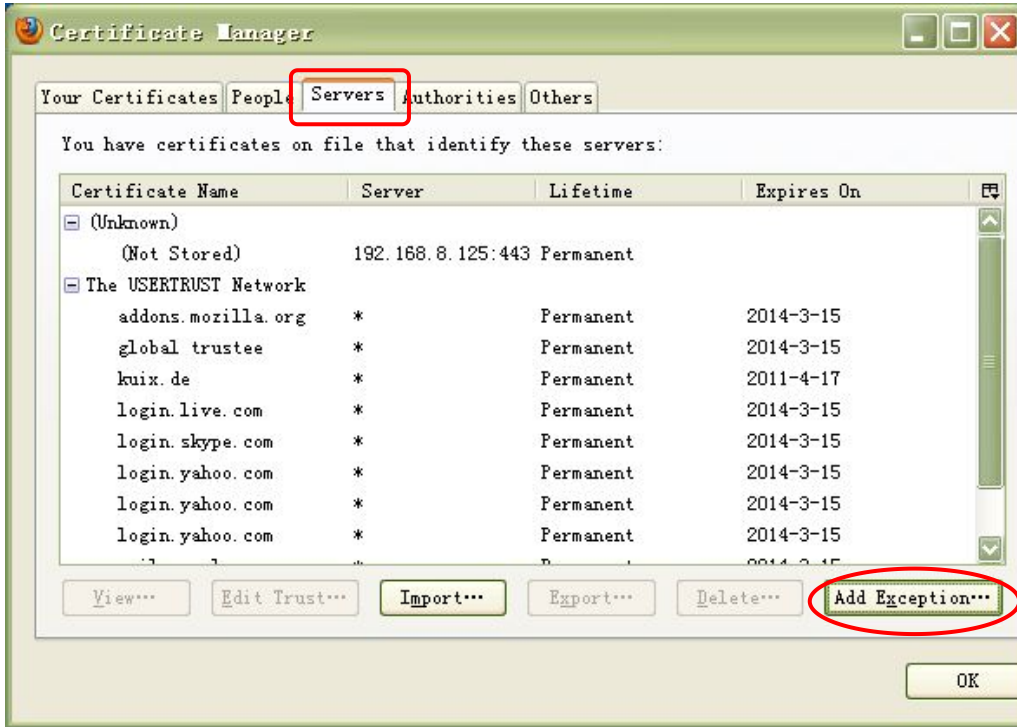 Certificate Manager
Your Certificates People Servers Authorities Others
You have certificates on file that identify these servers:
Certificate Name Server Lifetime Expires On
(Unknown)
(Not Stored) 192.168.8.125:443 Permanent
The USERTRUST Network
addons.mozilla.org * Permanent 2014-3-15
global trustee * Permanent 2014-3-15
kuix.de * Permanent 2011-4-17
login.live.com * Permanent 2014-3-15
login.skype.com * Permanent 2014-3-15
login.yahoo.com * Permanent 2014-3-15
login.yahoo.com * Permanent 2014-3-15
login.yahoo.com * Permanent 2014-3-15
View... Edit Trust... Import... Export... Delete... Add Exception...
OK